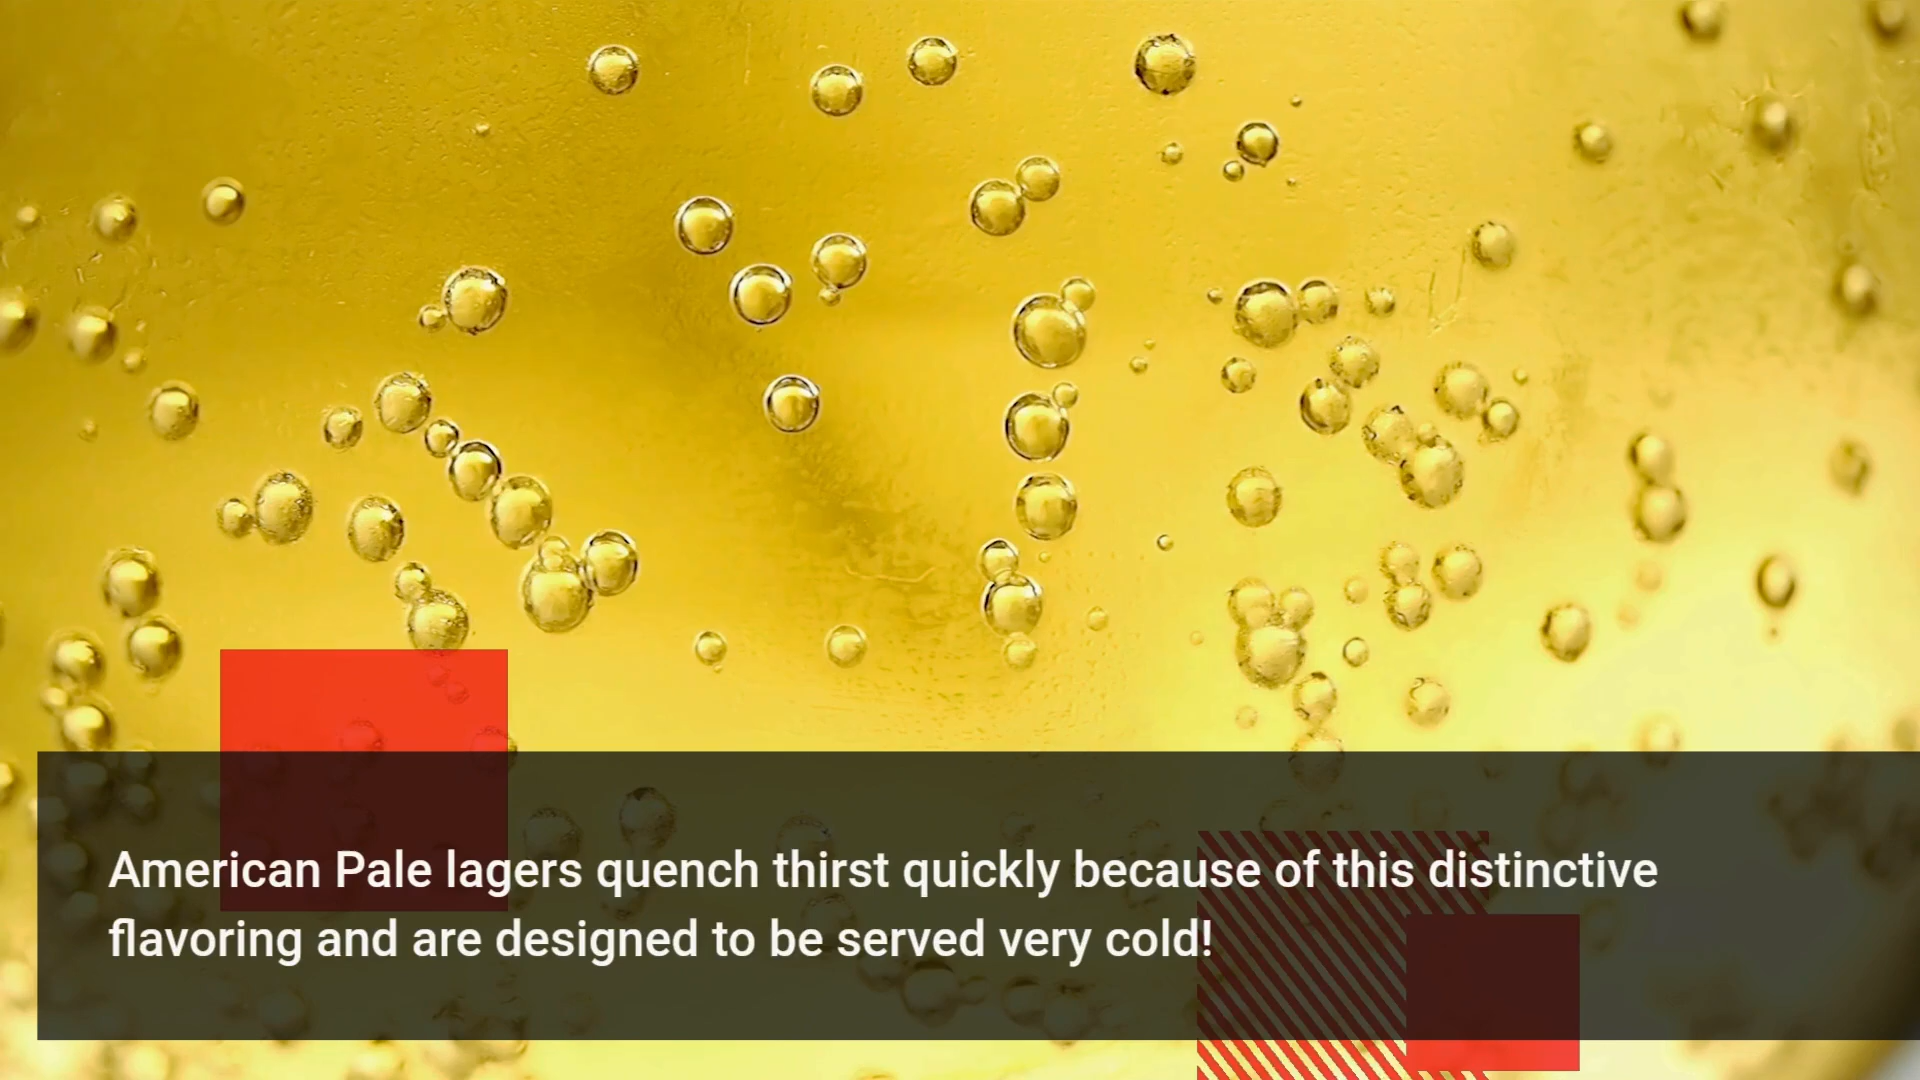 American Pale lagers quench thirst quickly because of this distinctive
flavoring and are designed to be served very cold!